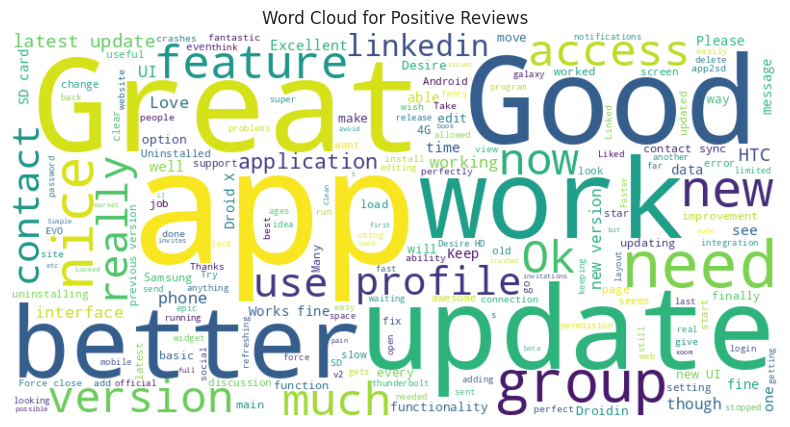 Word Cloud for Positive Reviews
latest update
useful
crashes
even
think
fantastic
Excellent
linkedin
move
access
notifications
Please
easily
delete
app2sd
SD card
change
back
website
UI
feature
Great
Desire
able
Android
worked
screen
Good
galaxy
program
message
Love
clear
people
super
make
wish
Take
fancy
edit
release
book
allowed
updated
way
Linked
contact
nice
really
password
option
problems
want
avoid
4G
time
view
contact sync
Liked
another
error
HTC
Uninstalled
support
application
install
editing
working
perfectly
now
look
far
data
limited
well
app
work
new
job
Droid X
clean
run
load
Faster
star
improvement
EVO
Simple
market
done
invites
best
ages
idea
first
using
Used
bit
see
Looked
previous version
lack
Many
will
Desire HD
old
Ok
new version
updating
integration
mode
site
etc
Thanks
Try
ability
Keep
crashed
keeping
layout
need
uninstalling
Samsung
send
anything
use
fast
profile
go
invitations
page
finally
interface
phone
epic
running
Works fine
space
waiting
easy
awesome
connection
seems
last
start
better
widget
refreshing
pain
fix
open
s
update
permission
real
give
still
web
xoom
login
latest
mobile
basic
full
social
force
SD
v2
slow
gets
every
beta
new UI
getting
Force close
add
official
discussion
function
thunderbolt
adding
group
setting
fine
one
looking
possible
version
main
much
needed
sent
functionality
perfect
Droidin
though
stopped